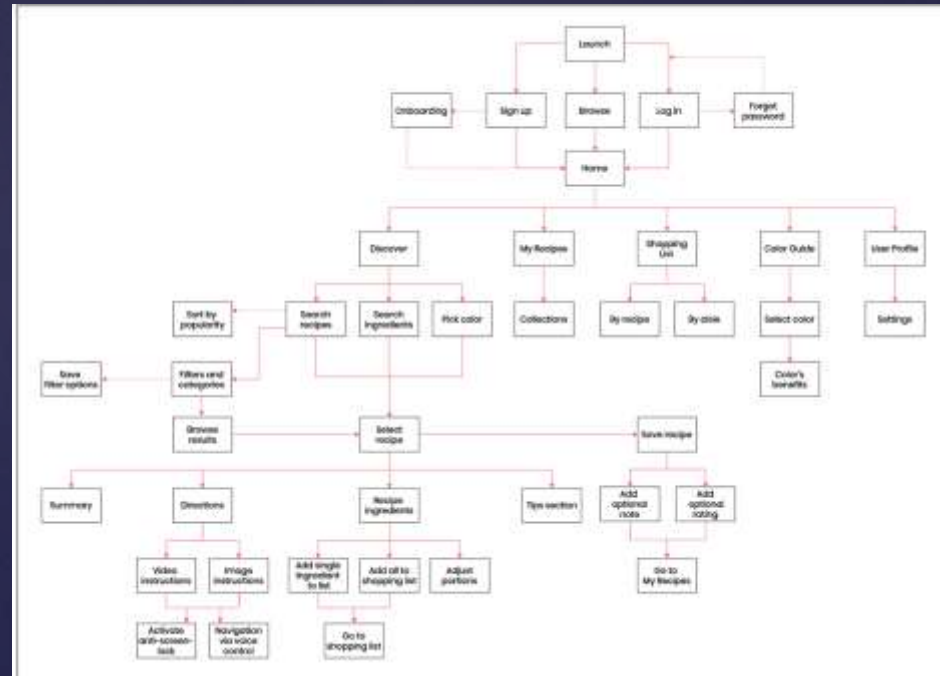 Launch
Onboarding
Sign up
Browse
Log in
Forget
password
Home
Discover
My Recipes
Shopping
List
Color Guide
User Profile
Sort by
popularity
Search
recipes
Search
ingredients
Pick color
Collections
By recipe
By aisle
Select color
Settings
Save
filter options
Filters and
categories
Color's
benefits
Browse
results
Select
recipe
Save recipe
Summary
Directions
Recipe
ingredients
Tips section
Add
optional
note
Add
optional
rating
Video
instructions
Image
instructions
Add single
ingredient
to list
Add all to
shopping list
Adjust
portions
Go to
My Recipes
Activate
anti-screen-
lock
Navigation
via voice
control
Go to
shopping list